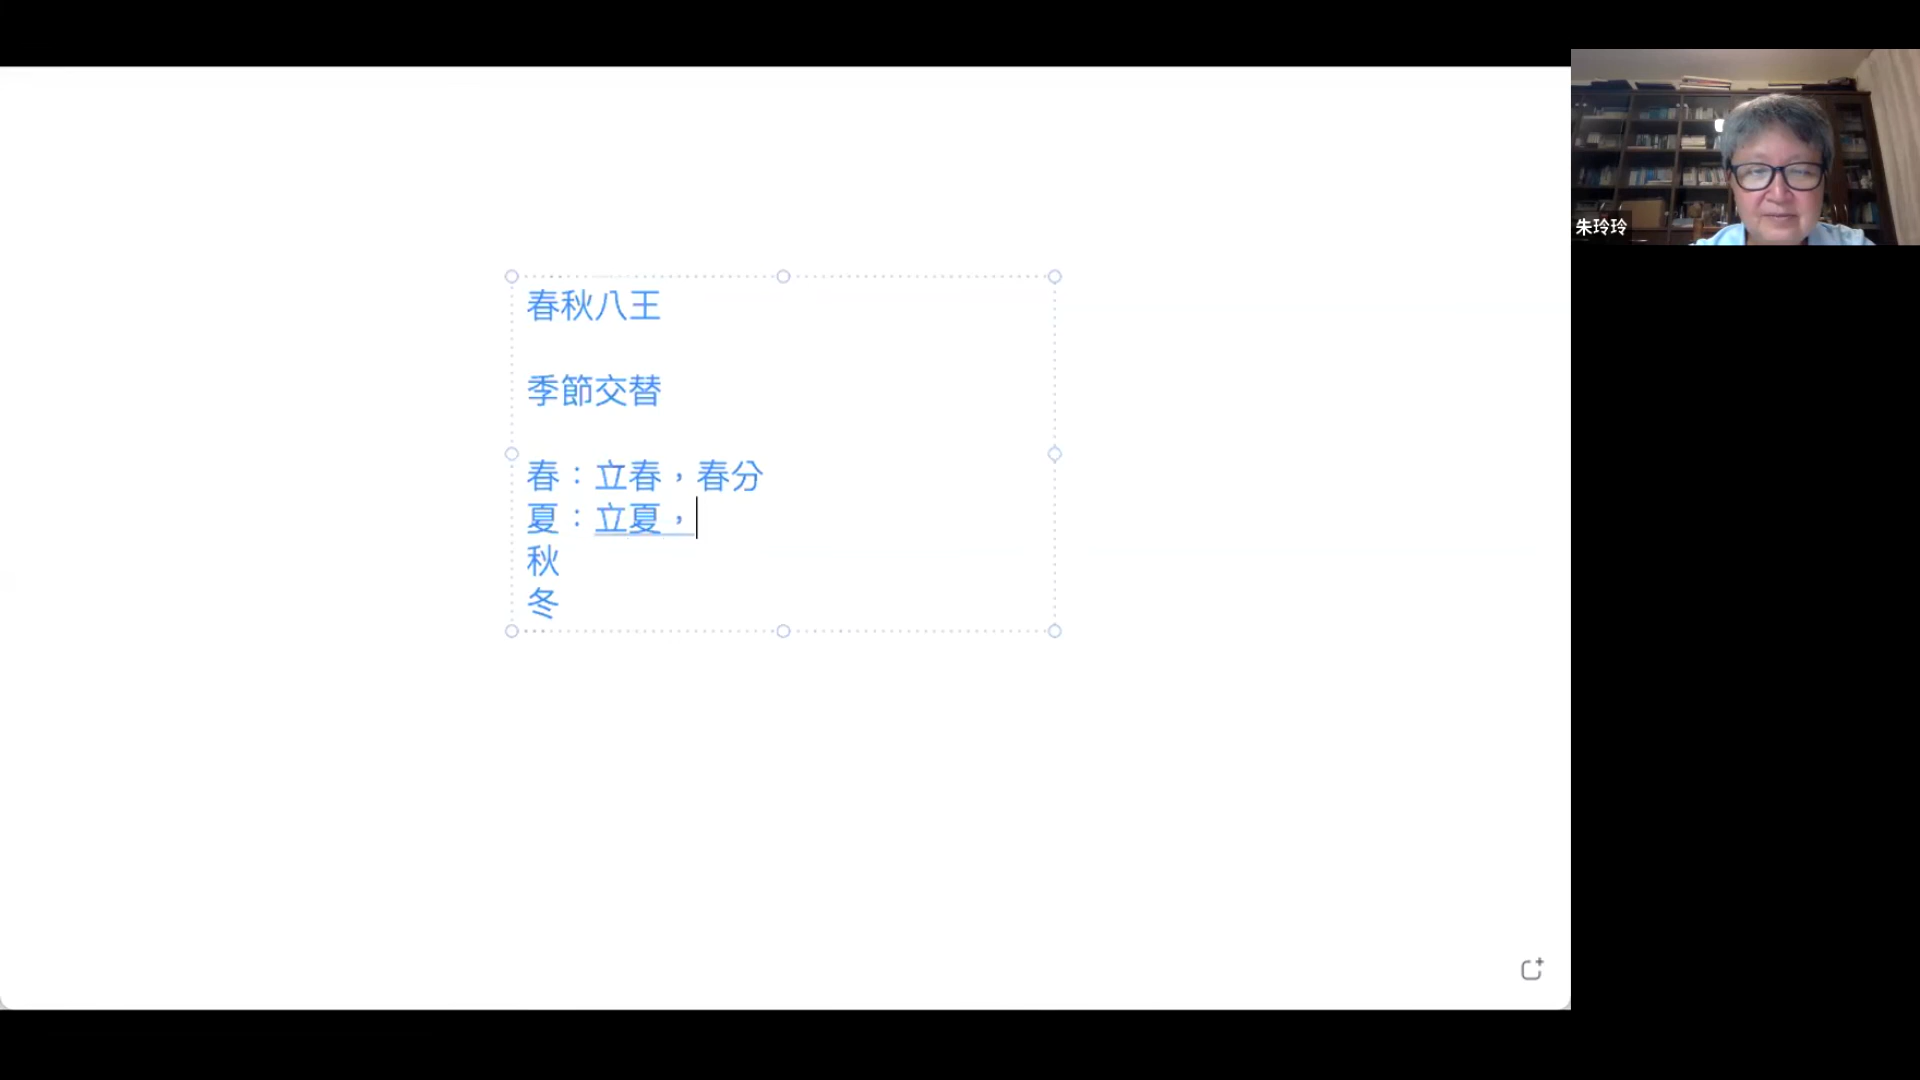 春秋八王
季節交替
春：立春，春分
夏：立夏，
秋
冬
朱玲玲